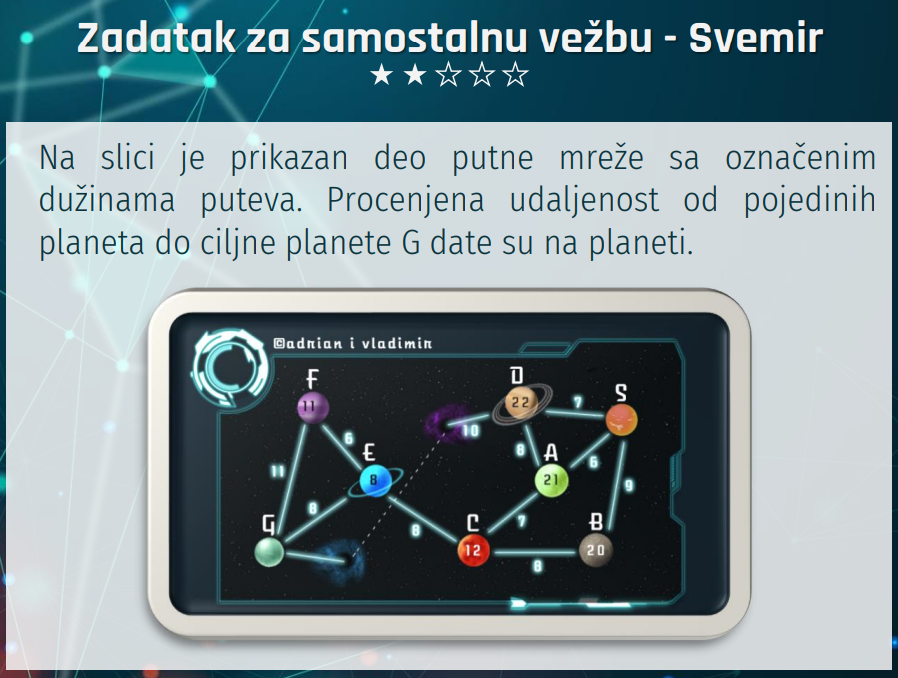 Zadatak za samostalnu vežbu - Svemir
Na slici je prikazan deo putne mreže sa označenim
dužinama puteva. Procenjena udaljenost od pojedinih
planeta do ciljne planete G date su na planeti.
©adrian i vladimir
F
11
D
22
S
7
10
6
E
8
8
A
21
6
11
9
8
G
8
C
12
7
B
20
8